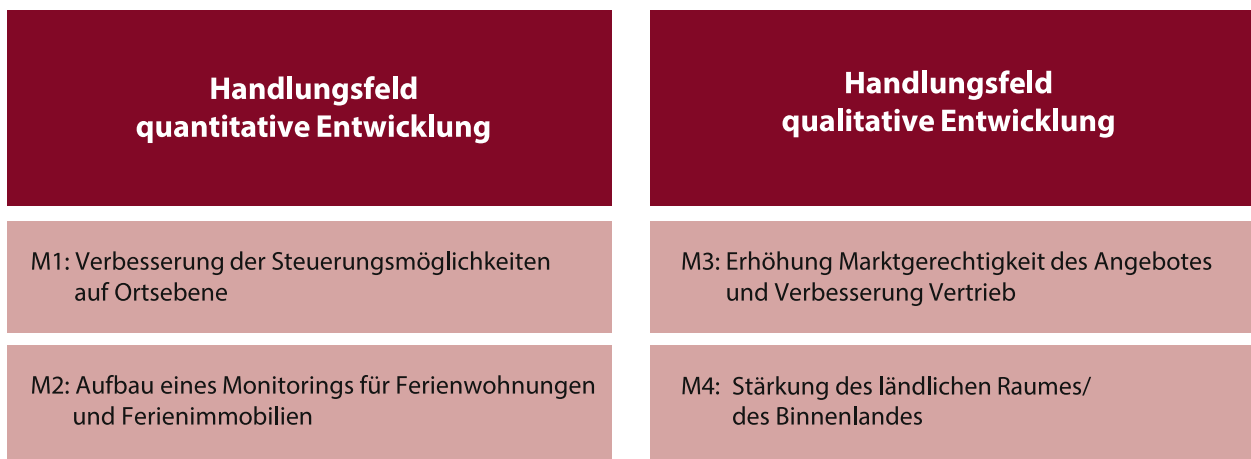 Handlungsfeld
quantitative Entwicklung
M1: Verbesserung der Steuerungsmöglichkeiten
auf Ortsebene
M2: Aufbau eines Monitorings für Ferienwohnungen
und Ferienimmobilien
Handlungsfeld
qualitative Entwicklung
M3: Erhöhung Marktgerechtigkeit des Angebotes
und Verbesserung Vertrieb
M4: Stärkung des ländlichen Raumes/
des Binnenlandes